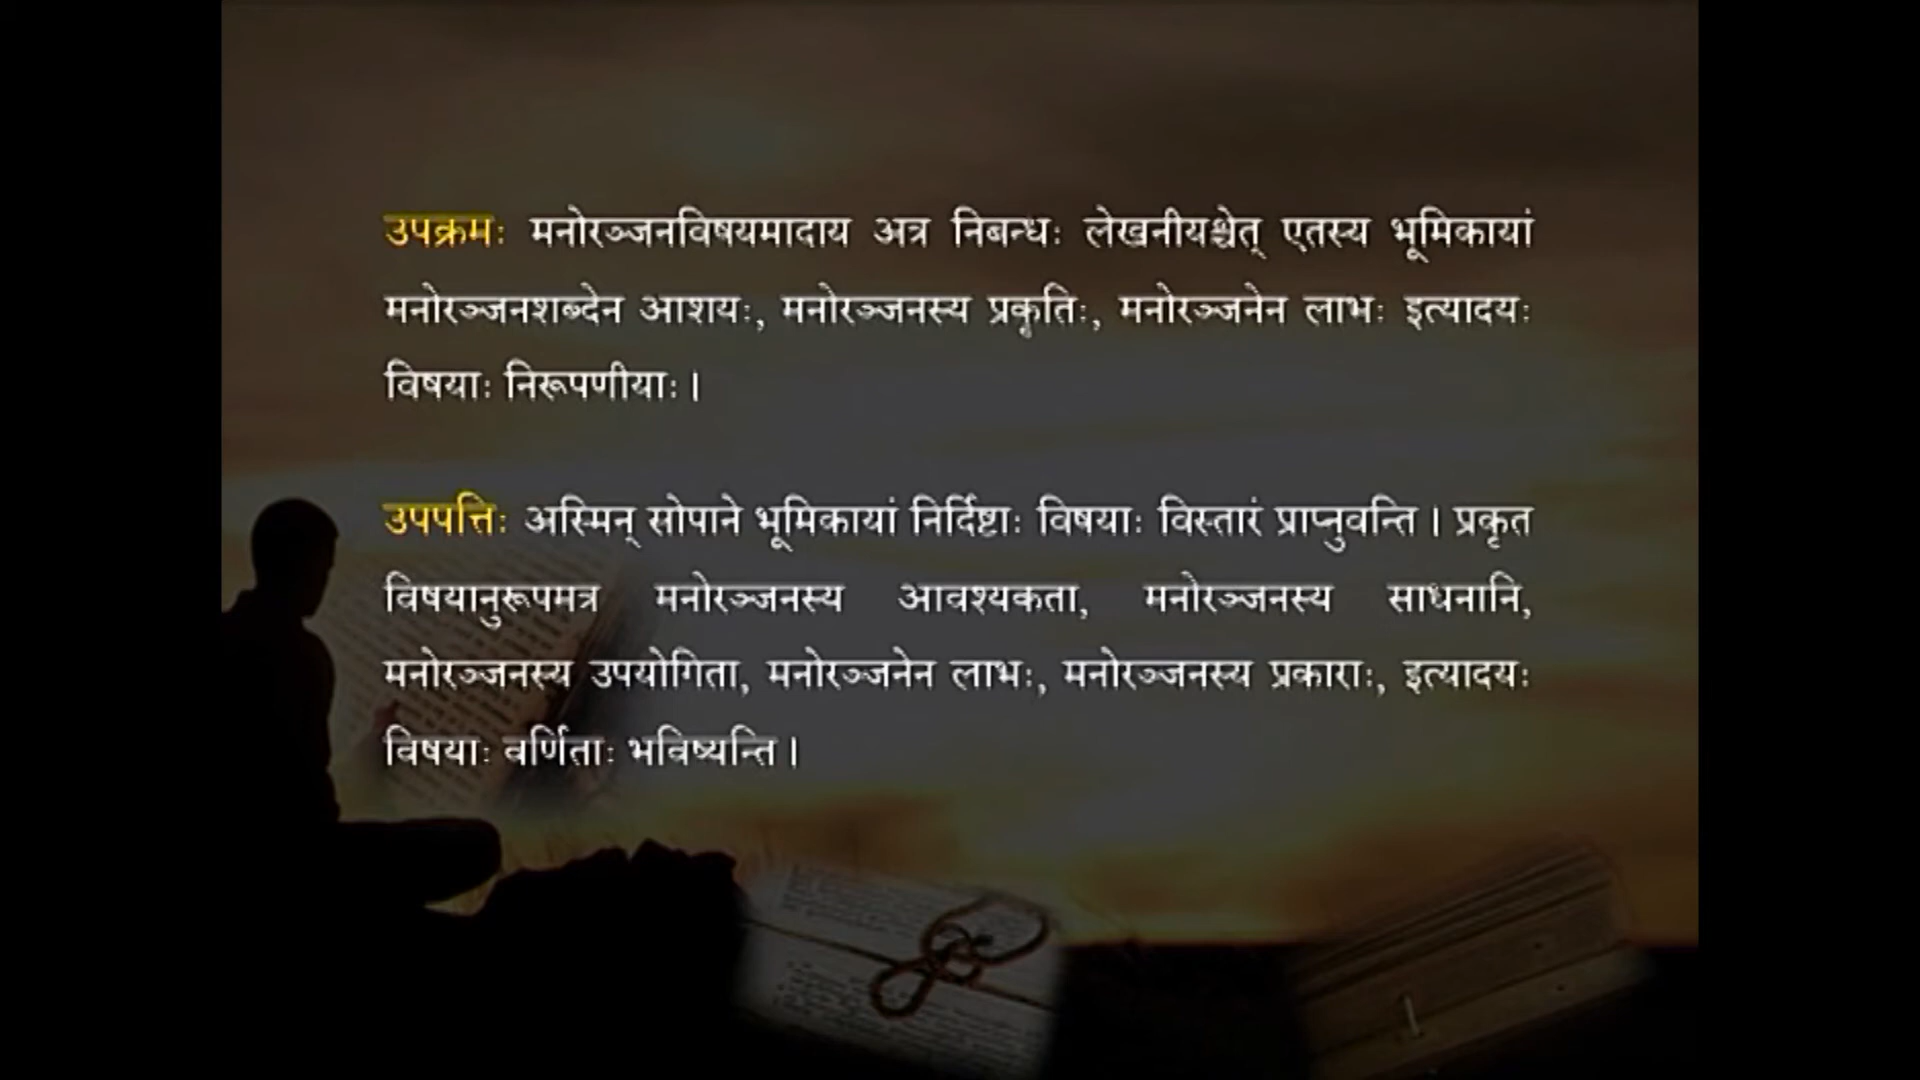 उपक्रमः मनोरञ्जनविषयमादाय अत्र निबन्धः लेखनीयश्चेत् एतस्य भूमिकायां
मनोरञ्जनशब्देन आशयः, मनोरञ्जनस्य प्रकृतिः, मनोरञ्जनेन लाभः इत्यादयः
विषयाः निरूपणीयाः।
उपपत्तिः अस्मिन् सोपाने भूमिकायां निर्दिष्टाः विषयाः विस्तारं प्राप्नुवन्ति। प्रकृत
विषयानुरूपमत्र मनोरञ्जनस्य आवश्यकता, मनोरञ्जनस्य साधनानि,
मनोरञ्जनस्य उपयोगिता, मनोरञ्जनेन लाभः, मनोरञ्जनस्य प्रकाराः, इत्यादयः
विषयाः वर्णिताः भविष्यन्ति।